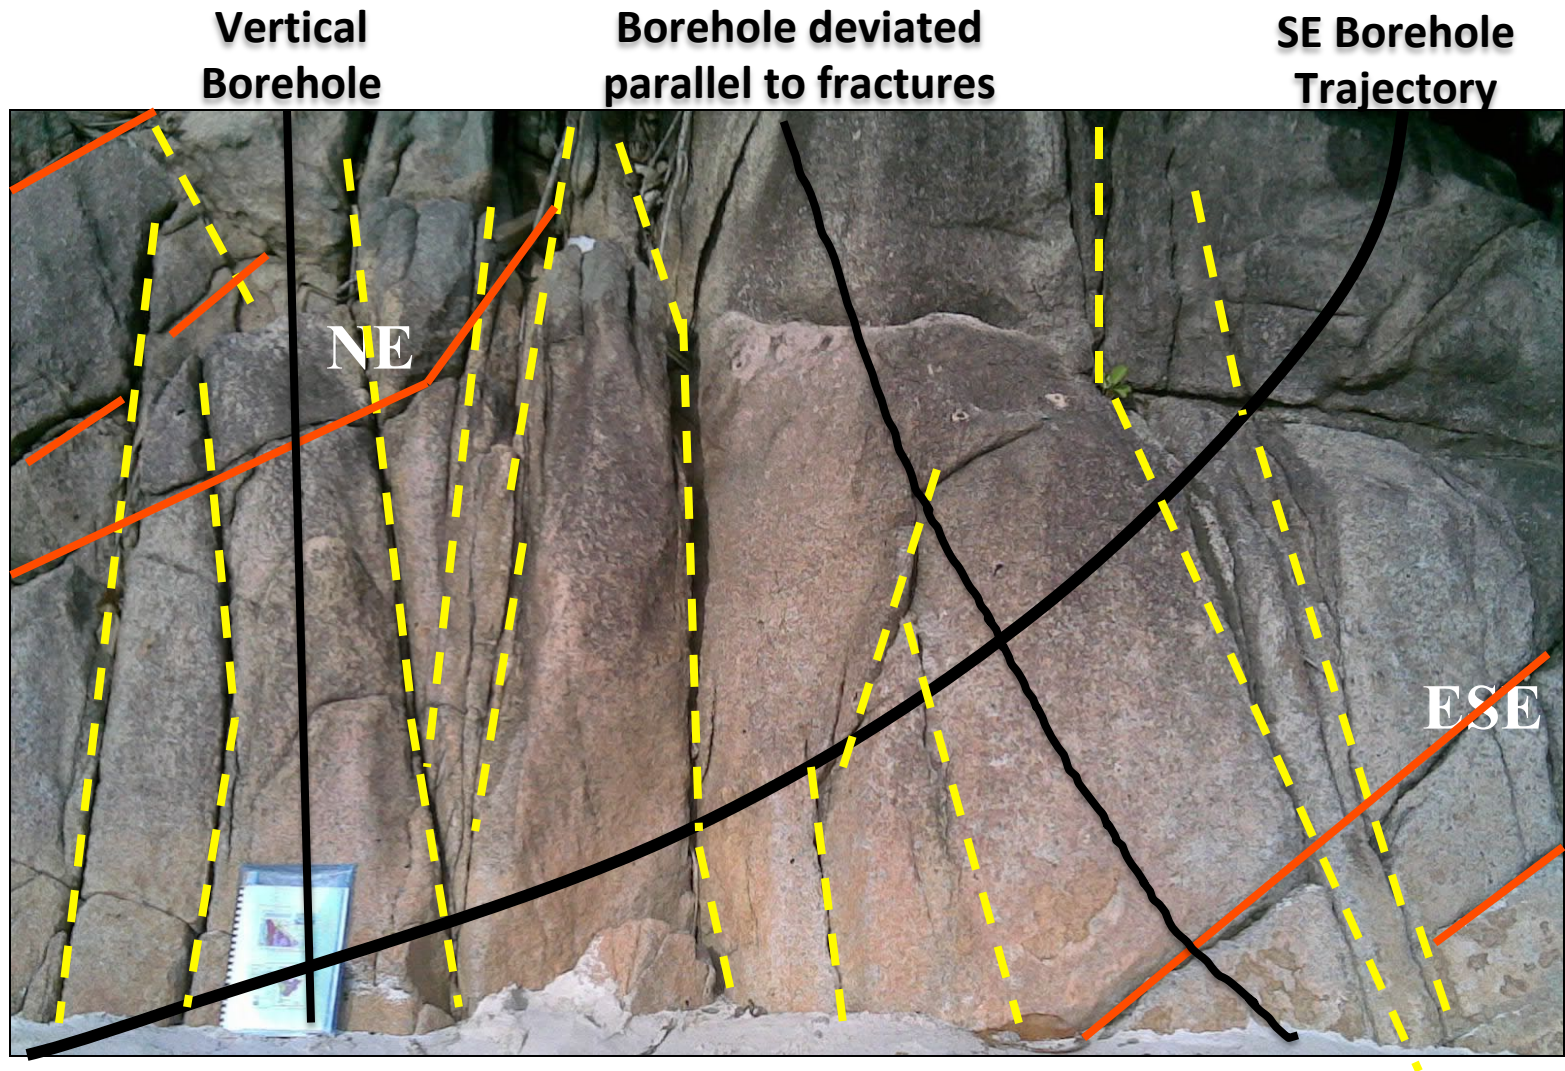 Vertical
Borehole
Borehole deviated
parallel to fractures
SE Borehole
Trajectory
NE
ESE